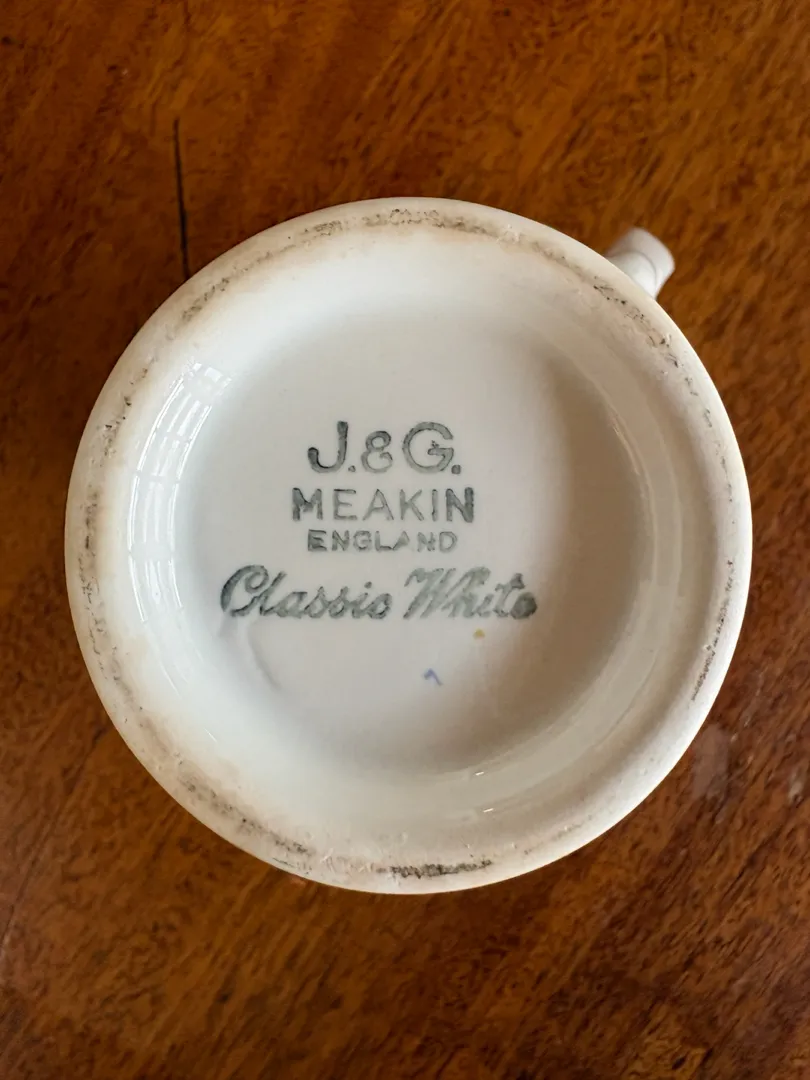 J.&G.
MEAKIN
ENGLAND
Classic White